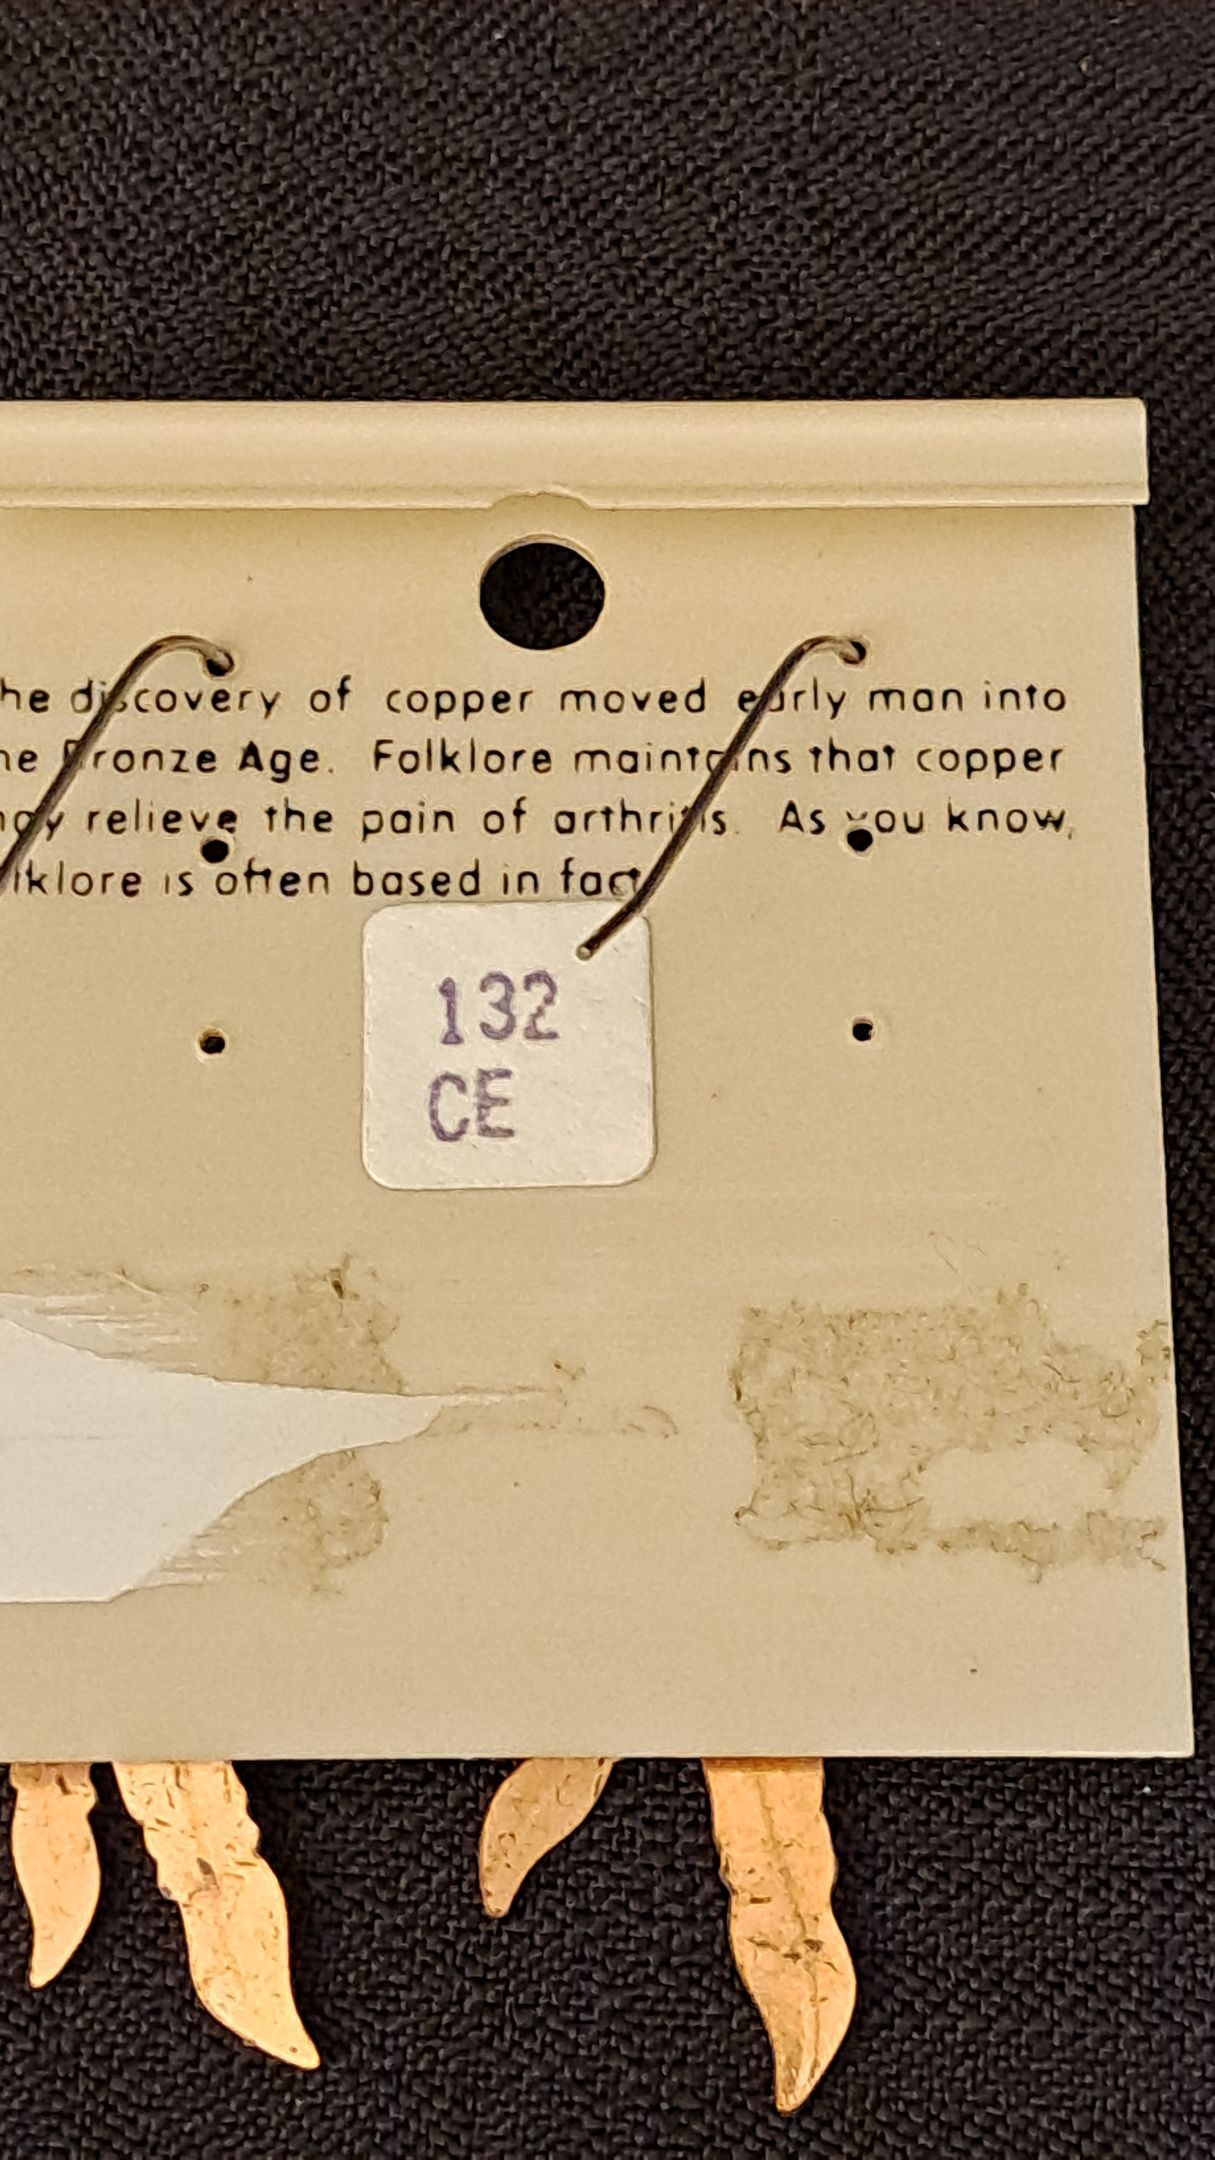 he discovery of copper moved early man into
ne Bronze Age. Folklore maintains that copper
nay relieve the pain of arthritis. As you know,
lklore is often based in fact
132
CE